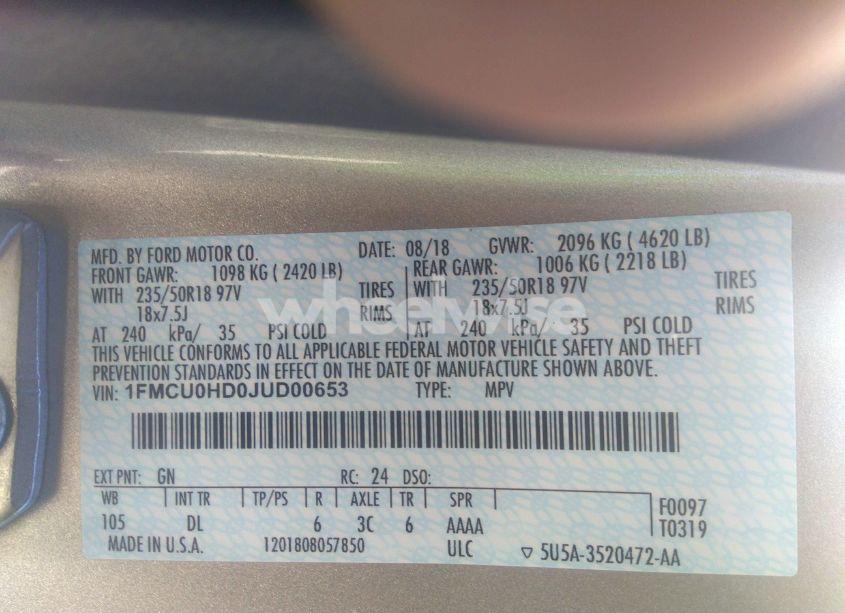 MFD. BY FORD MOTOR CO. DATE: 08/18 GVWR: 2096 KG ( 4620 LB)
FRONT GAWR: 1098 KG ( 2420 LB) REAR GAWR: 1006 KG ( 2218 LB)
WITH 235/50R18 97V TIRES WITH 235/50R18 97V TIRES
18x7.5J RIMS 18x7.5J RIMS
AT 240 kPa/ 35 PSI COLD AT 240 kPa/ 35 PSI COLD
THIS VEHICLE CONFORMS TO ALL APPLICABLE FEDERAL MOTOR VEHICLE SAFETY AND THEFT
PREVENTION STANDARDS IN EFFECT ON THE DATE OF MANUFACTURE SHOWN ABOVE.
VIN: 1FMCU0HD0JUD00653 TYPE: MPV
EXT PNT: GN RC: 24 DSO:
WB INT TR TP/PS R AXLE TR SPR F0097
105 DL 6 3C 6 AAAA T0319
MADE IN U.S.A. 1201808057850 ULC ▽ 5U5A-3520472-AA
wheelwise